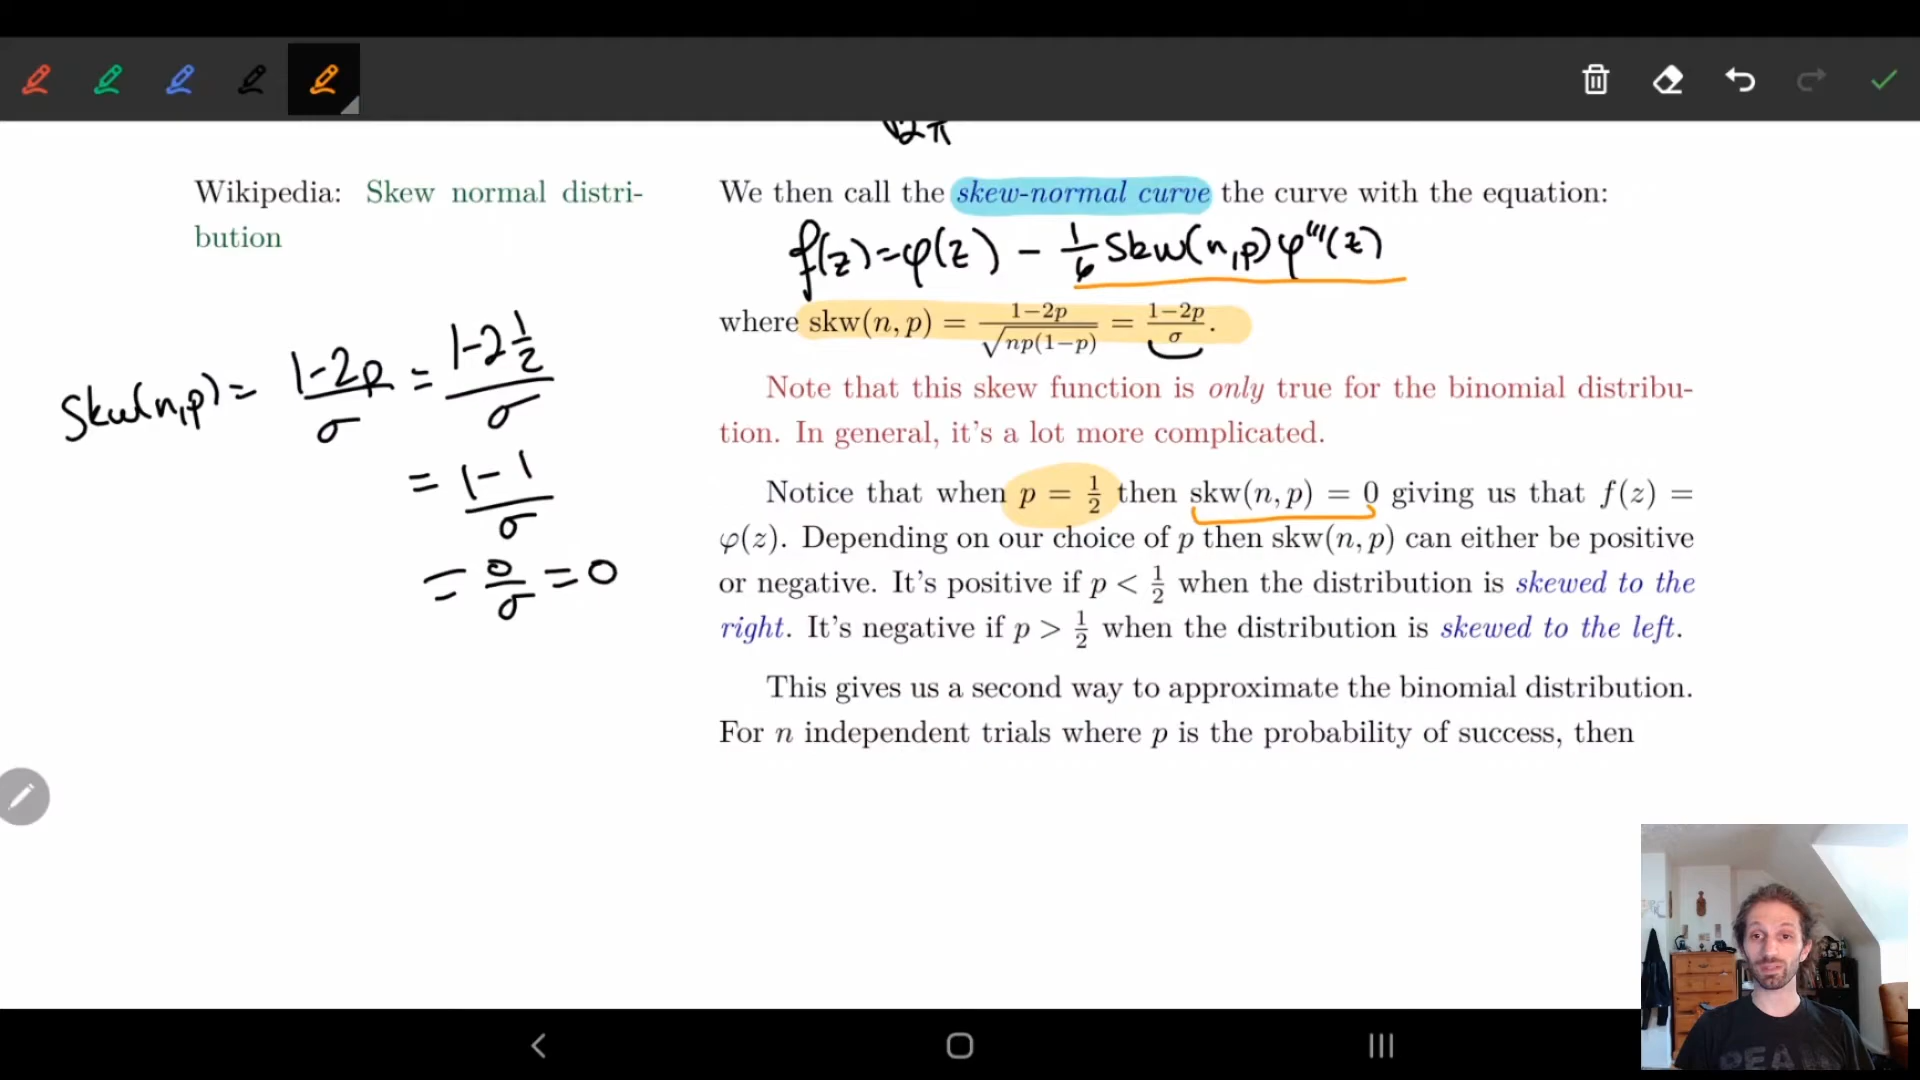 √2π
Wikipedia: Skew normal distri-
bution
We then call the skew-normal curve the curve with the equation:
f(z)=φ(z) - 1/6 Skw(n,p)φ'''(z)
where skw(n, p) = 1−2p/√np(1−p) = 1−2p/σ.
Note that this skew function is only true for the binomial distribu-
tion. In general, it's a lot more complicated.
Notice that when p = 1/2 then skw(n, p) = 0 giving us that f(z) =
φ(z). Depending on our choice of p then skw(n, p) can either be positive
or negative. It's positive if p < 1/2 when the distribution is skewed to the
right. It's negative if p > 1/2 when the distribution is skewed to the left.
This gives us a second way to approximate the binomial distribution.
For n independent trials where p is the probability of success, then
Skw(n,p)= 1-2p/σ = 1-2 1/2/σ
= 1-1/σ
= 0/σ = 0